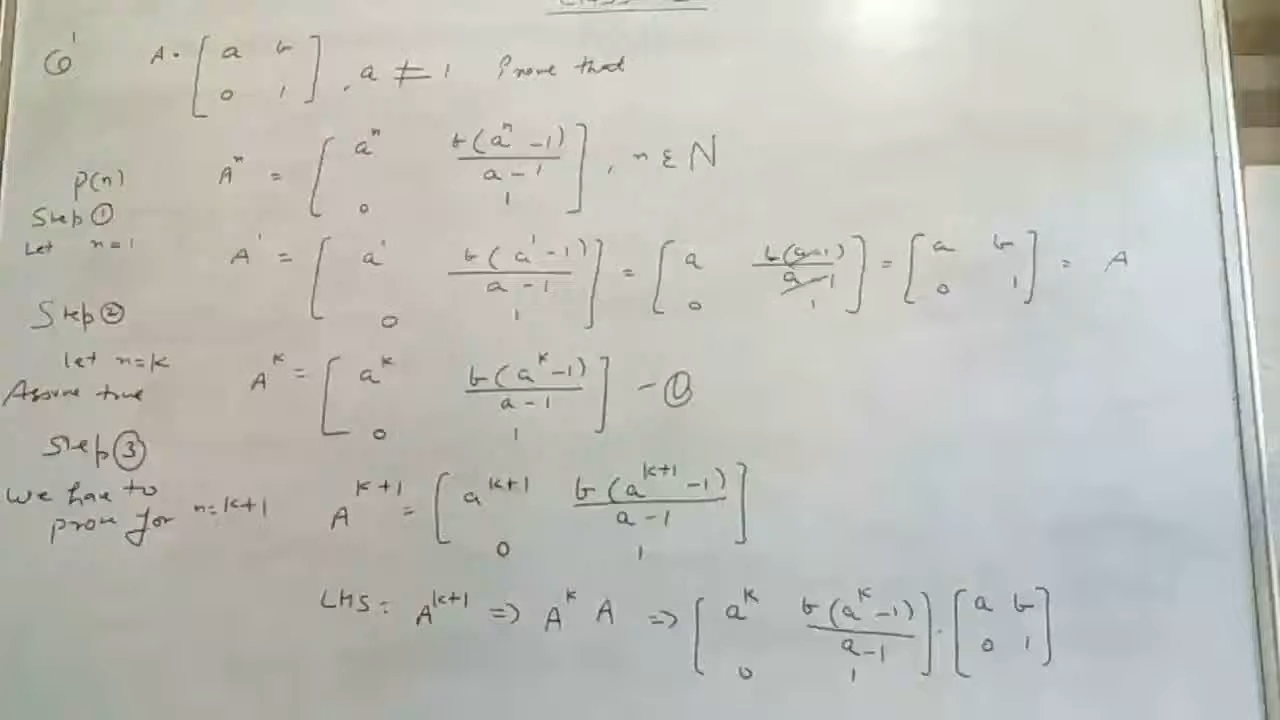 Q1 A = [ a b ; 0 1 ], a ≠ 1 Prove that
P(n) A^n = [ a^n b(a^n -1)/(a-1) ; 0 1 ], n ε N
Step ①
Let n=1 A^1 = [ a^1 b(a^1 -1)/(a-1) ; 0 1 ] = [ a b(a-1)/(a-1) ; 0 1 ] = [ a b ; 0 1 ] = A
Step ②
Let n=k
Assume true A^k = [ a^k b(a^k -1)/(a-1) ; 0 1 ] - ①
Step ③
We have to
prove for n=k+1 A^(k+1) = [ a^(k+1) b(a^(k+1) -1)/(a-1) ; 0 1 ]
LHS: A^(k+1) => A^k A => [ a^k b(a^k -1)/(a-1) ; 0 1 ] . [ a b ; 0 1 ]